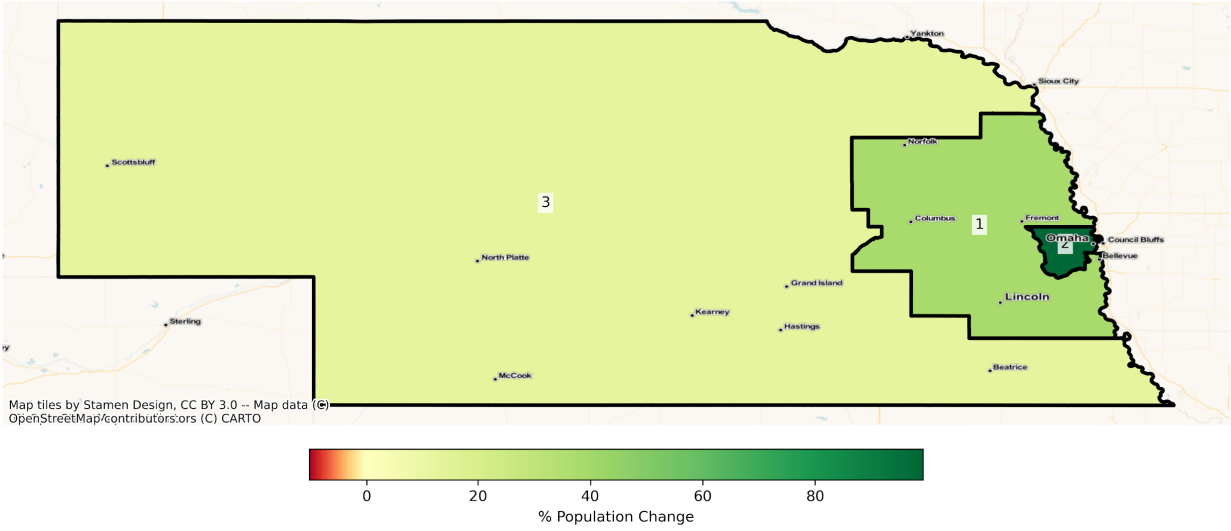 Yankton
Sioux City
Norfolk
Scottsbluff
3
Columbus
Fremont
1
Omaha
Council Bluffs
2
Bellevue
North Platte
Grand Island
Lincoln
Kearney
Sterling
Hastings
y
Beatrice
McCook
Map tiles by Stamen Design, CC BY 3.0 -- Map data (C)
OpenStreetMap contributors
(C) CARTO
0
20
40
60
80
% Population Change